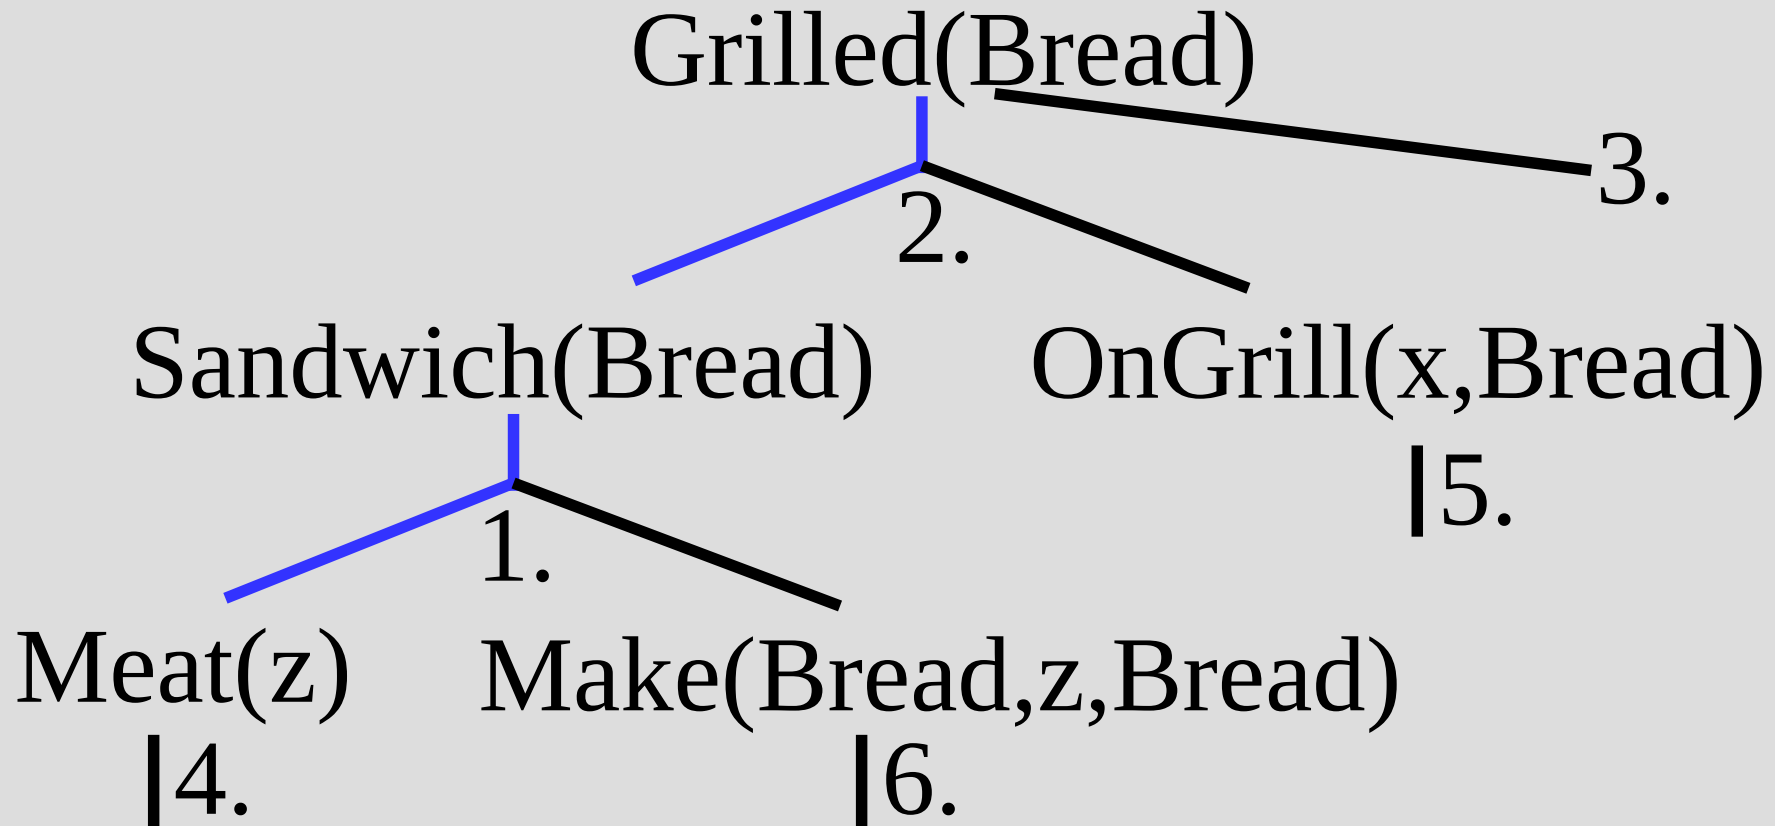 Grilled(Bread)
3.
2.
Sandwich(Bread) OnGrill(x,Bread)
5.
1.
Meat(z) Make(Bread,z,Bread)
4. 6.